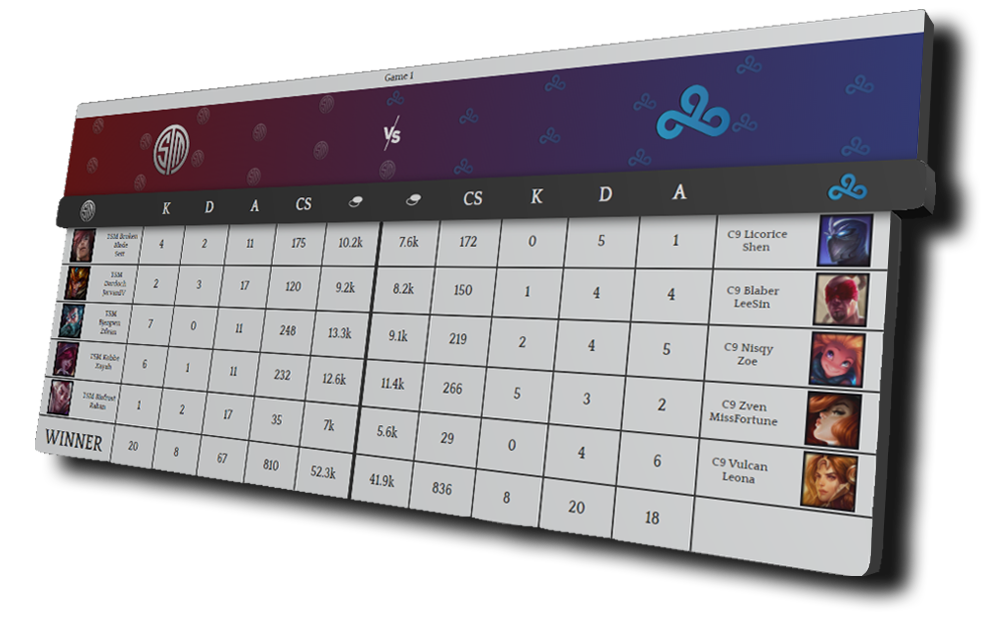 Game 1
TSM
VS
TSM K D A CS CS K D A
TSM Broken
Blade
Sett
4 2 11 175 10.2k 7.6k 172 0 5 1
C9 Licorice
Shen
TSM
Dardoch
JarvanIV
2 3 17 120 9.2k 8.2k 150 1 4 4
C9 Blaber
LeeSin
TSM
Bjergsen
Zilean
7 0 11 248 13.3k 9.1k 219 2 4 5
C9 Nisqy
Zoe
TSM Kobbe
Xayah
6 1 11 232 12.6k 11.4k 266 5 3 2
C9 Zven
MissFortune
TSM Biofrost
Rakan
1 2 17 35 7k 5.6k 29 0 4 6
C9 Vulcan
Leona
WINNER 20 8 67 810 52.3k 41.9k 836 8 20 18